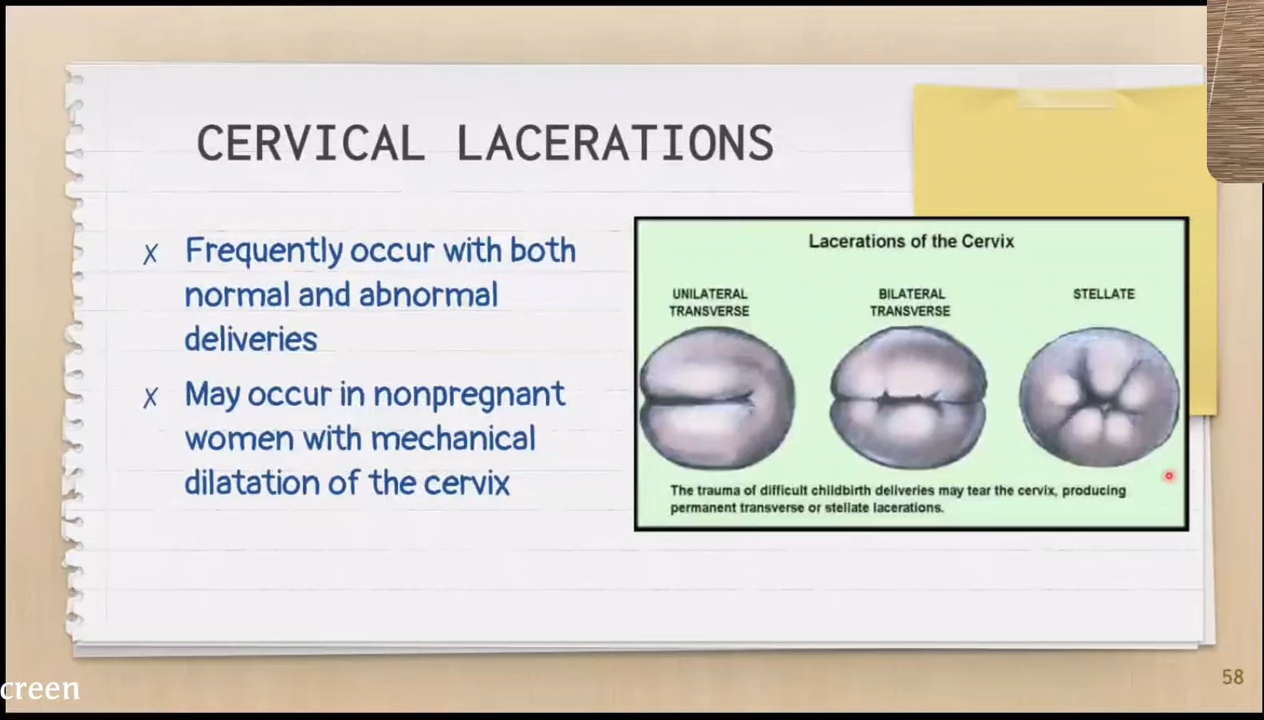 CERVICAL LACERATIONS
x Frequently occur with both
normal and abnormal
deliveries
x May occur in nonpregnant
women with mechanical
dilatation of the cervix
Lacerations of the Cervix
UNILATERAL
TRANSVERSE
BILATERAL
TRANSVERSE
STELLATE
The trauma of difficult childbirth deliveries may tear the cervix, producing
permanent transverse or stellate lacerations.
58
creen